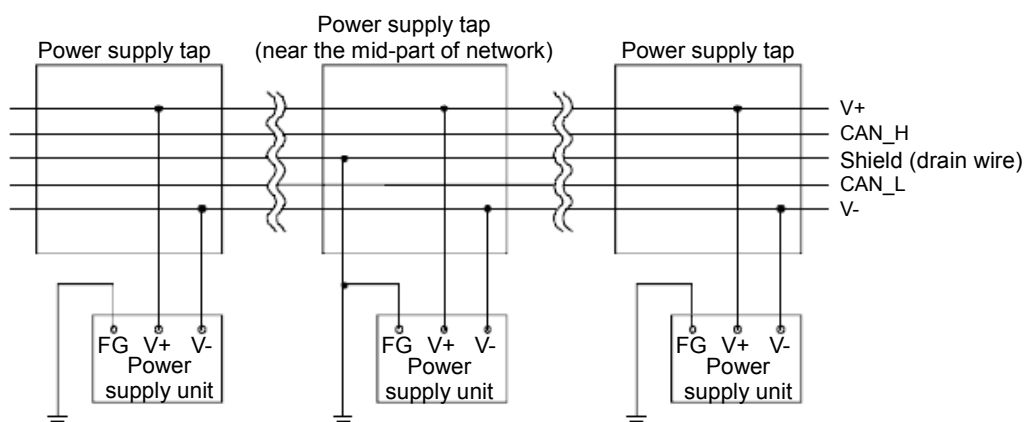 Power supply tap
Power supply tap
(near the mid-part of network)
Power supply tap
V+
CAN_H
Shield (drain wire)
CAN_L
V-
FG V+ V-
Power
supply unit
FG V+ V-
Power
supply unit
FG V+ V-
Power
supply unit